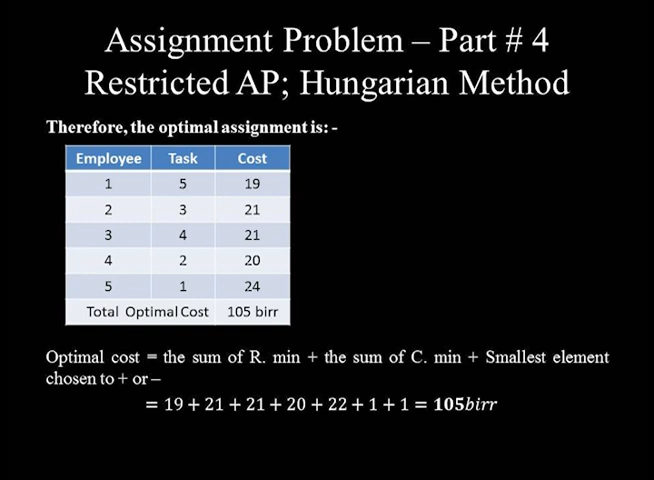 Assignment Problem – Part # 4
Restricted AP; Hungarian Method
Therefore, the optimal assignment is: -
Employee Task Cost
1 5 19
2 3 21
3 4 21
4 2 20
5 1 24
Total Optimal Cost 105 birr
Optimal cost = the sum of R. min + the sum of C. min + Smallest element
chosen to + or –
= 19 + 21 + 21 + 20 + 22 + 1 + 1 = 105birr